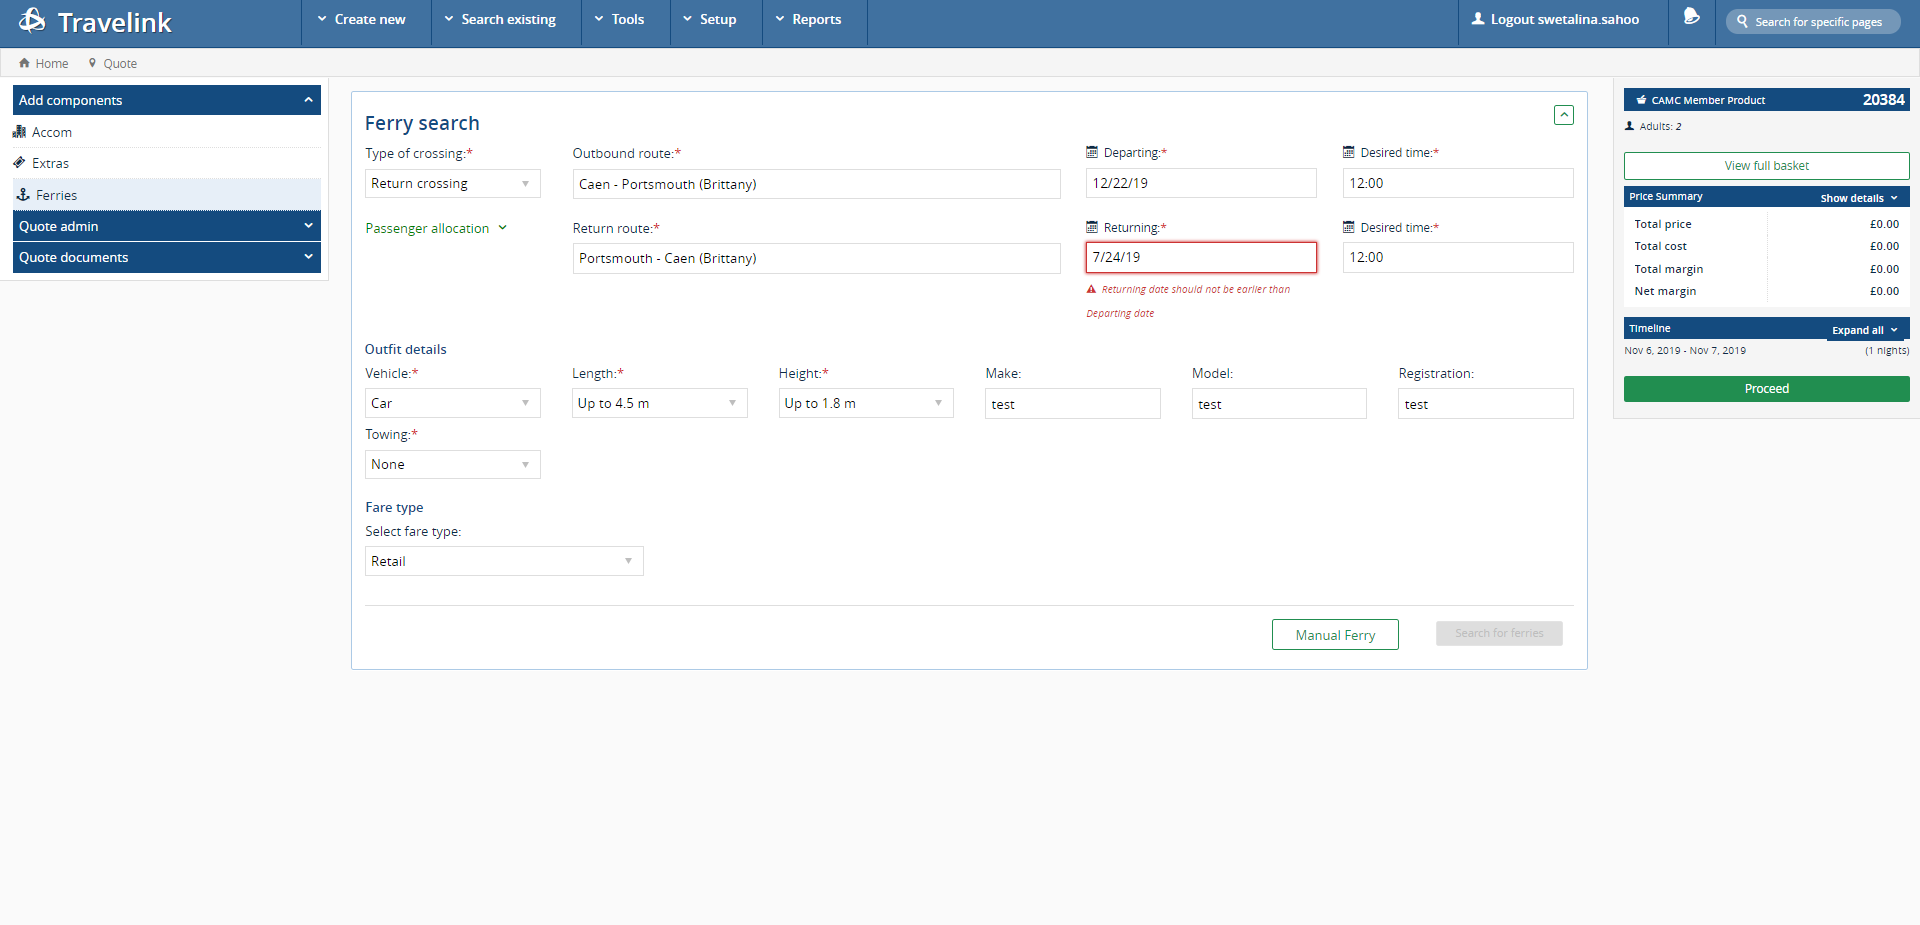 Travelink
Create new
Search existing
Tools
Setup
Reports
Logout swetalina.sahoo
Search for specific pages
Home
Quote
Add components
Accom
Extras
Ferries
Quote admin
Quote documents
Ferry search
Type of crossing:*
Outbound route:*
Departing:*
Desired time:*
Return crossing
Caen - Portsmouth (Brittany)
12/22/19
12:00
Passenger allocation
Return route:*
Returning:*
Desired time:*
Portsmouth - Caen (Brittany)
7/24/19
12:00
Returning date should not be earlier than
Departing date
Outfit details
Vehicle:*
Length:*
Height:*
Make:
Model:
Registration:
Car
Up to 4.5 m
Up to 1.8 m
test
test
test
Towing:*
None
Fare type
Select fare type:
Retail
Manual Ferry
Search for ferries
CAMC Member Product
20384
Adults: 2
View full basket
Price Summary
Show details
Total price £0.00
Total cost £0.00
Total margin £0.00
Net margin £0.00
Timeline
Expand all
Nov 6, 2019 - Nov 7, 2019
(1 nights)
Proceed